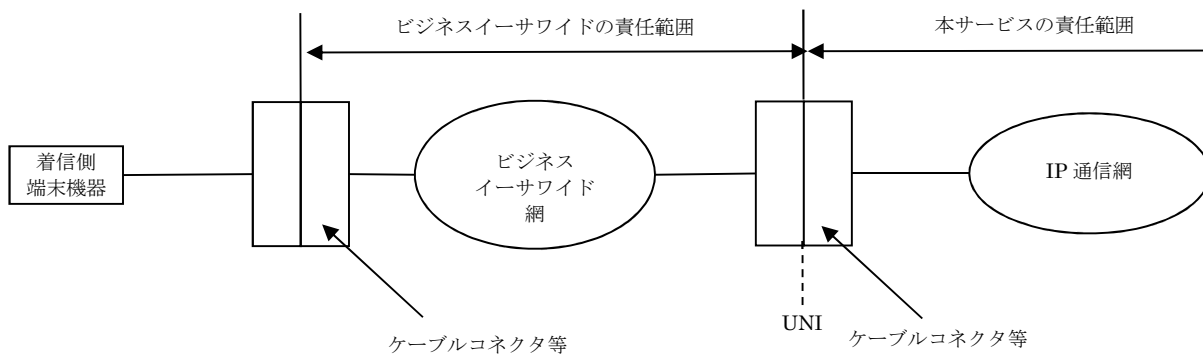 ビジネスイーサワイドの責任範囲
本サービスの責任範囲
着信側
端末機器
ビジネス
イーサワイド
網
IP 通信網
UNI
ケーブルコネクタ等
ケーブルコネクタ等